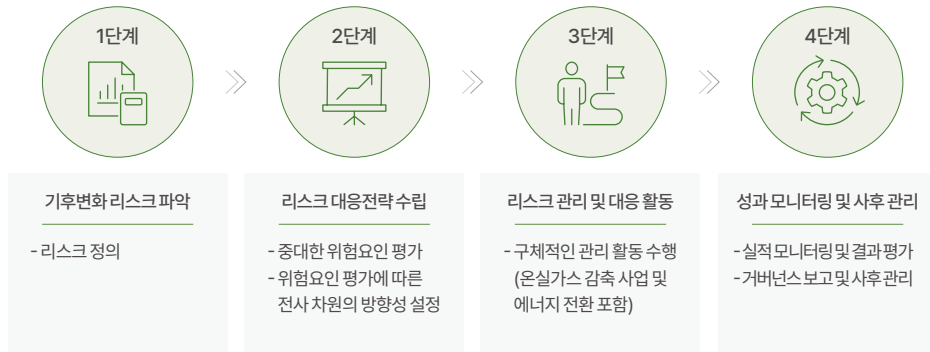 1단계
2단계
3단계
4단계
기후변화 리스크 파악
- 리스크 정의
리스크 대응전략 수립
- 중대한 위험요인 평가
- 위험요인 평가에 따른
전사 차원의 방향성 설정
리스크 관리 및 대응 활동
- 구체적인 관리 활동 수행
(온실가스 감축 사업 및
에너지 전환 포함)
성과 모니터링 및 사후 관리
- 실적 모니터링 및 결과 평가
- 거버넌스 보고 및 사후 관리